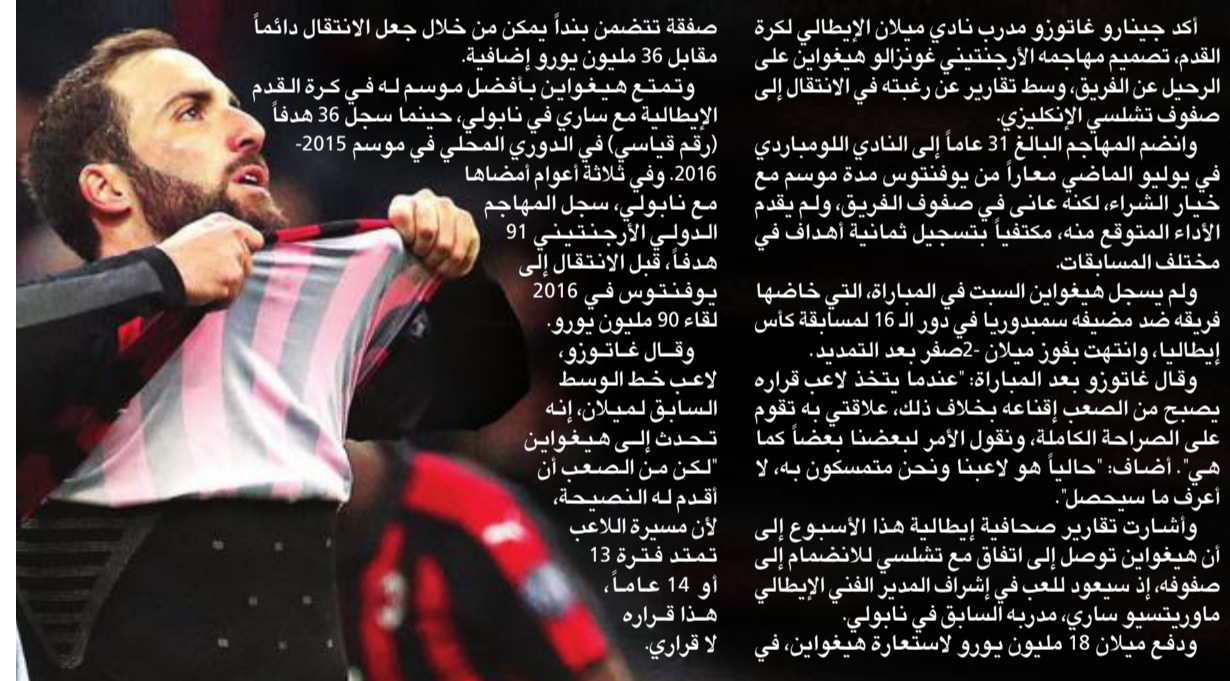 أكد جينارو غاتوزو مدرب نادي ميلان الإيطالي لكرة
القدم، تصميم مهاجمه الأرجنتيني غونزالو هيغواين على
الرحيل عن الفريق، وسط تقارير عن رغبته في الانتقال إلى
صفوف تشلسي الإنكليزي.
وانضم المهاجم البالغ 31 عاماً إلى النادي اللومباردي
في يوليو الماضي معاراً من يوفنتوس مدة موسم مع
خيار الشراء، لكنه عانى في صفوف الفريق، ولم يقدم
الأداء المتوقع منه، مكتفياً بتسجيل ثمانية أهداف في
مختلف المسابقات.
ولم يسجل هيغواين السبت في المباراة، التي خاضها
فريقه ضد مضيفه سمبدوريا في دور الـ 16 لمسابقة كأس
إيطاليا، وانتهت بفوز ميلان -2صفر بعد التمديد.
وقال غاتوزو بعد المباراة: "عندما يتخذ لاعب قراره
يصبح من الصعب إقناعه بخلاف ذلك، علاقتي به تقوم
على الصراحة الكاملة، ونقول الأمر لبعضنا بعضاً كما
هي". أضاف: "حالياً هو لاعبنا ونحن متمسكون به، لا
أعرف ما سيحصل".
وأشارت تقارير صحافية إيطالية هذا الأسبوع إلى
أن هيغواين توصل إلى اتفاق مع تشلسي للانضمام إلى
صفوفه، إذ سيعود للعب في إشراف المدير الفني الإيطالي
ماوريتسيو ساري، مدربه السابق في نابولي.
ودفع ميلان 18 مليون يورو لاستعارة هيغواين، في
صفقة تتضمن بنداً يمكن من خلال جعل الانتقال دائماً
مقابل 36 مليون يورو إضافية.
وتمتع هيغواين بأفضل موسم له في كرة القدم
الإيطالية مع ساري في نابولي، حينما سجل 36 هدفاً
(رقم قياسي) في الدوري المحلي في موسم 2015-
2016. وفي ثلاثة أعوام أمضاها
مع نابولي، سجل المهاجم
الدولي الأرجنتيني 91
هدفاً، قبل الانتقال إلى
يوفنتوس في 2016
لقاء 90 مليون يورو.
وقال غاتوزو،
لاعب خط الوسط
السابق لميلان، إنه
تحدث إلى هيغواين
"لكن من الصعب أن
أقدم له النصيحة،
لأن مسيرة اللاعب
تمتد فترة 13
أو 14 عاماً،
هذا قراره
لا قراري.